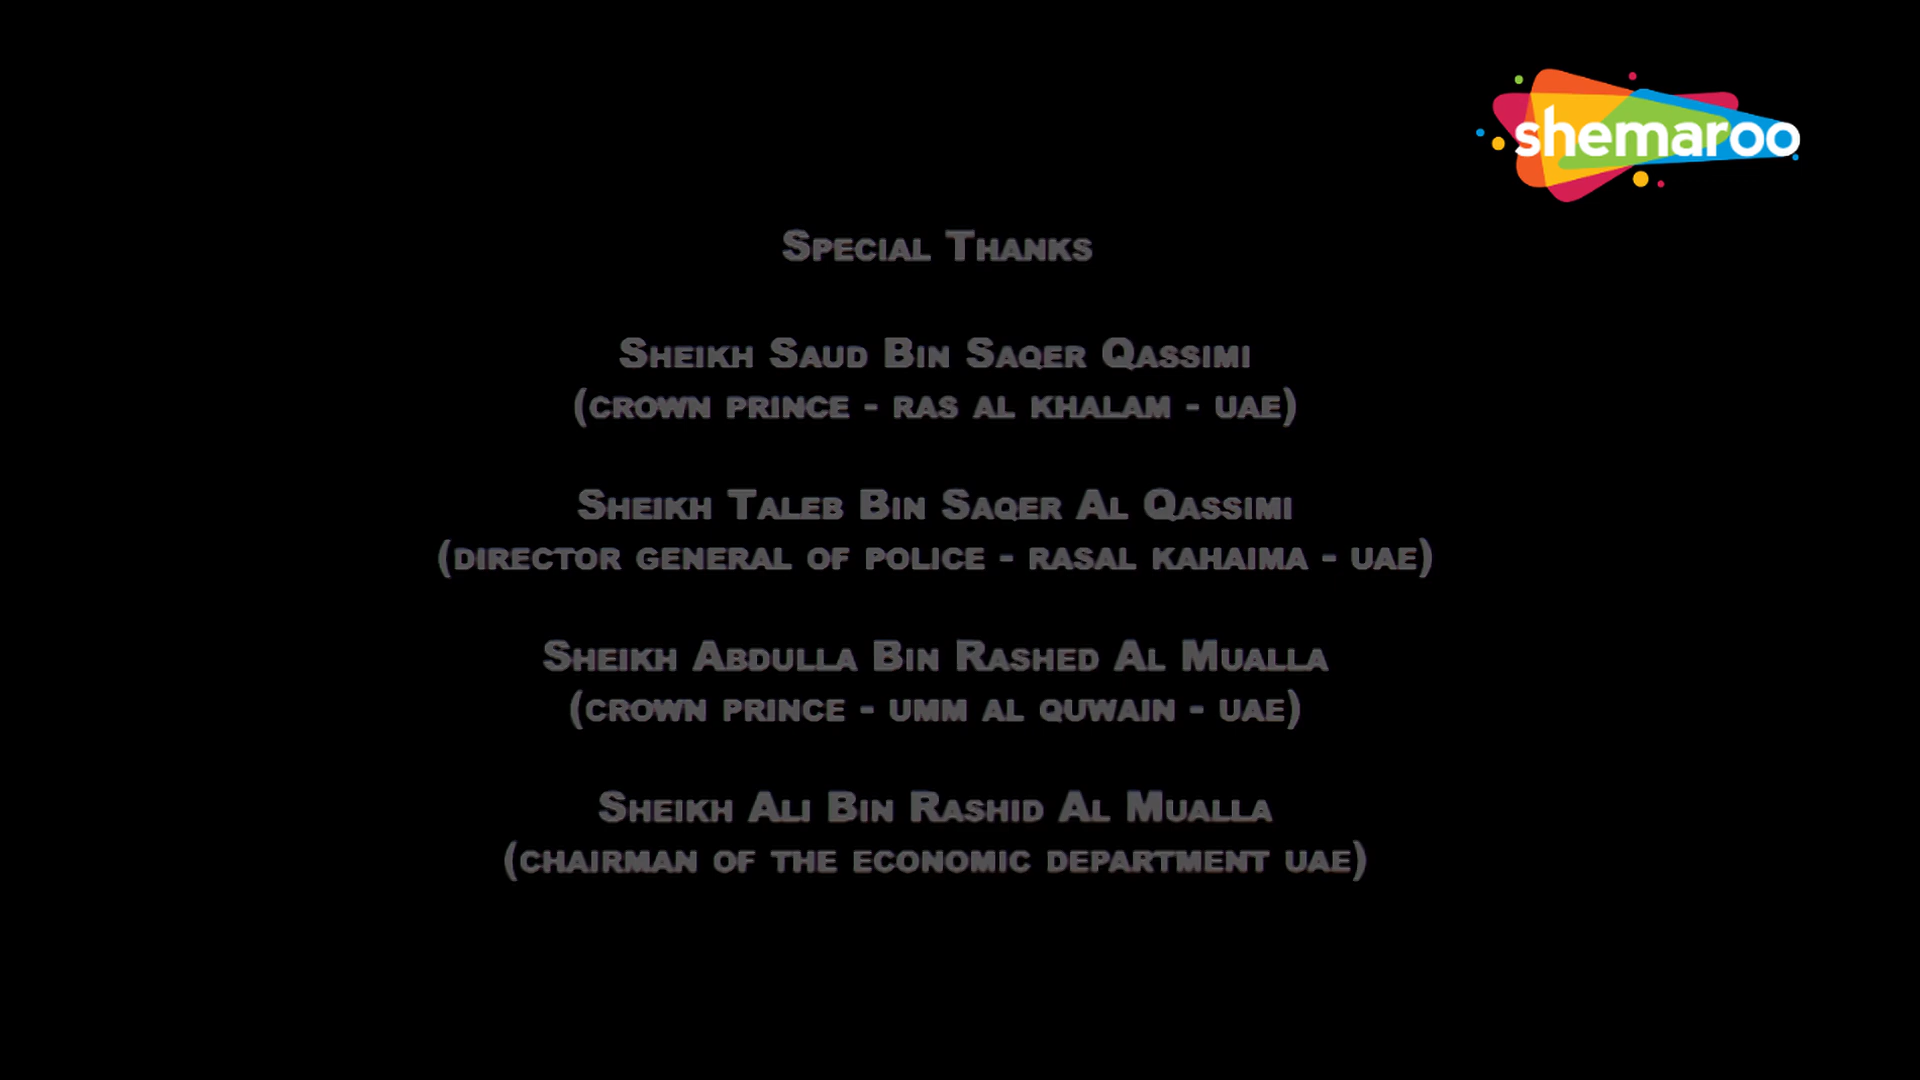 shemaroo
Special Thanks
Sheikh Saud Bin Saqer Qassimi
(crown prince - ras al khalam - uae)
Sheikh Taleb Bin Saqer Al Qassimi
(director general of police - rasal kahaima - uae)
Sheikh Abdulla Bin Rashed Al Mualla
(crown prince - umm al quwain - uae)
Sheikh Ali Bin Rashid Al Mualla
(chairman of the economic department uae)